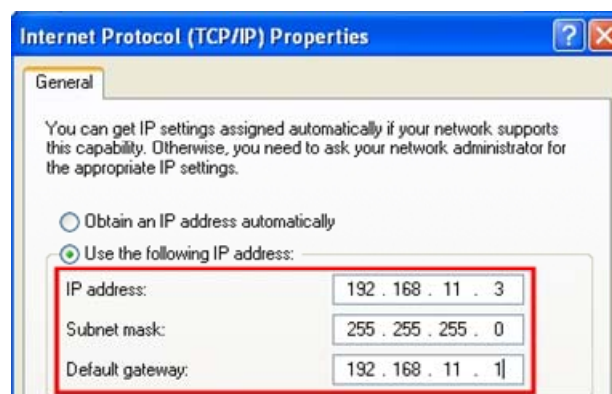 Internet Protocol (TCP/IP) Properties
General
You can get IP settings assigned automatically if your network supports
this capability. Otherwise, you need to ask your network administrator for
the appropriate IP settings.
Obtain an IP address automatically
Use the following IP address:
IP address: 192 . 168 . 11 . 3
Subnet mask: 255 . 255 . 255 . 0
Default gateway: 192 . 168 . 11 . 1